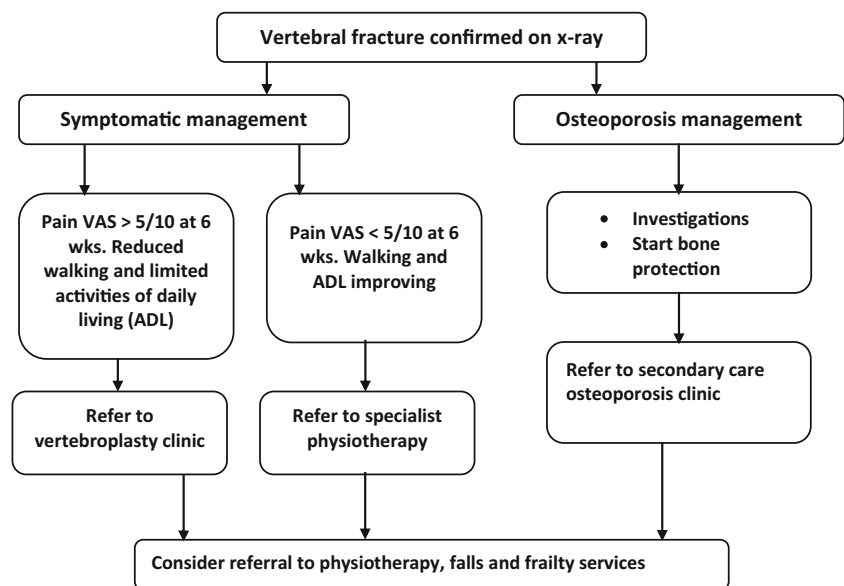 Vertebral fracture confirmed on x-ray
Symptomatic management
Osteoporosis management
Pain VAS > 5/10 at 6
wks. Reduced
walking and limited
activities of daily
living (ADL)
Pain VAS < 5/10 at 6
wks. Walking and
ADL improving
• Investigations
• Start bone
protection
Refer to
vertebroplasty clinic
Refer to specialist
physiotherapy
Refer to secondary care
osteoporosis clinic
Consider referral to physiotherapy, falls and frailty services